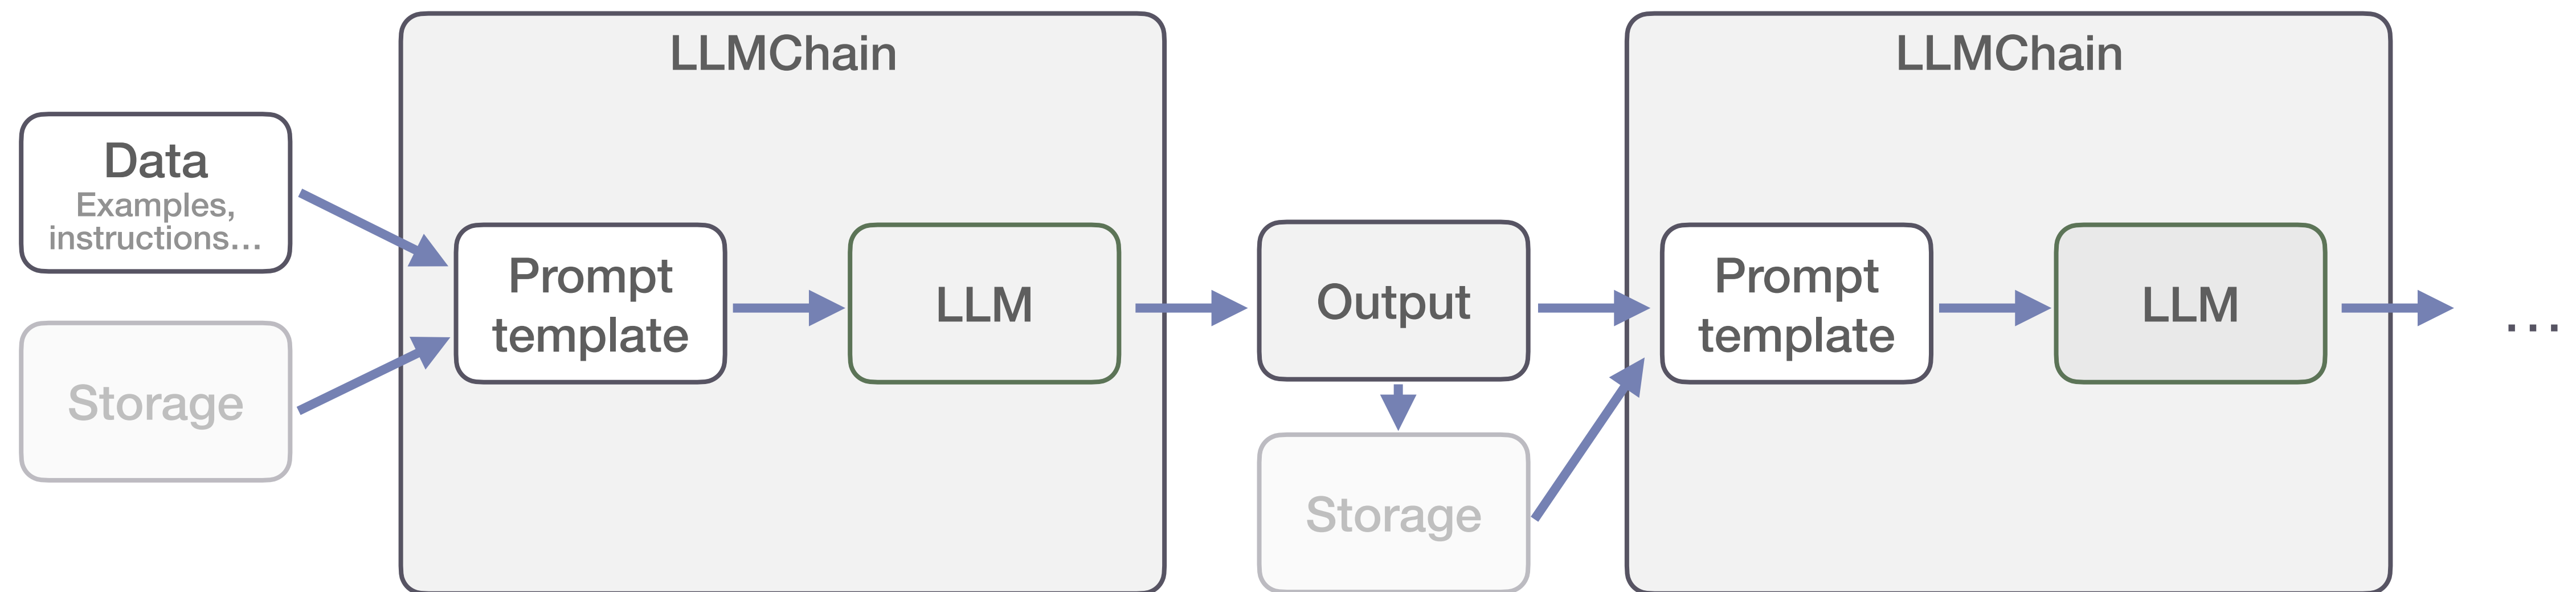 LLMChain
Data
Examples,
instructions...
Storage
Prompt
template
LLM
Output
Storage
LLMChain
Prompt
template
LLM
...